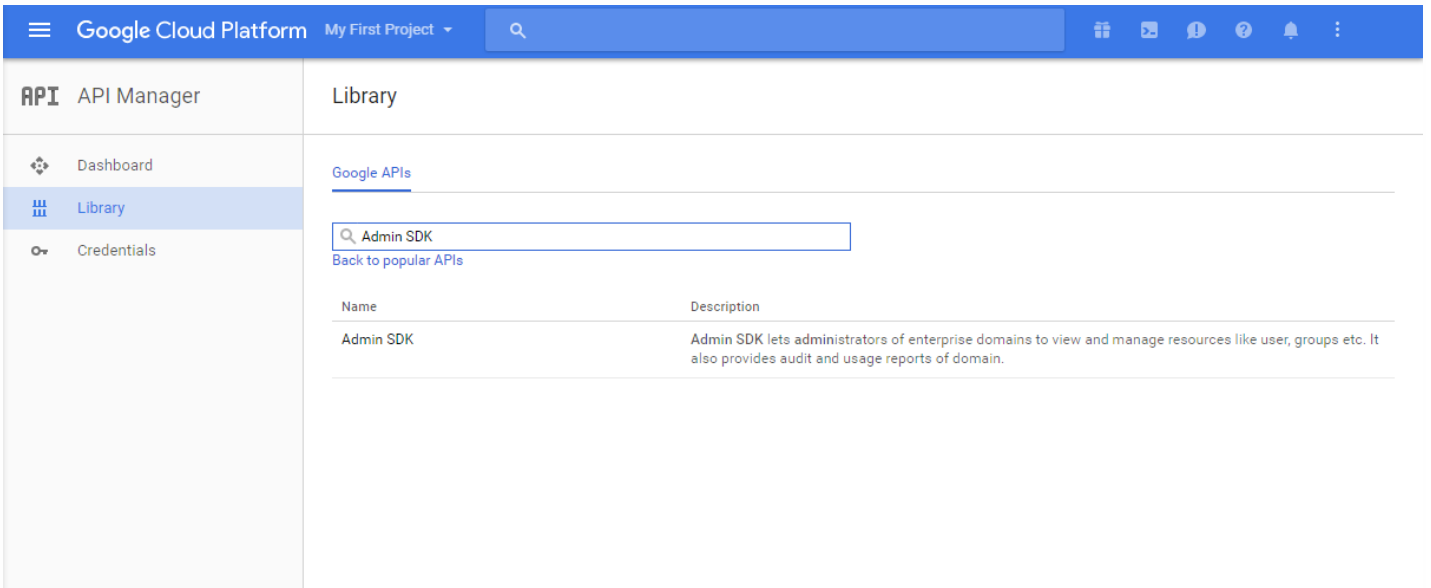 Google Cloud Platform My First Project
API API Manager
Library
Dashboard
Library
Credentials
Google APIs
Admin SDK
Back to popular APIs
Name Description
Admin SDK Admin SDK lets administrators of enterprise domains to view and manage resources like user, groups etc. It
also provides audit and usage reports of domain.